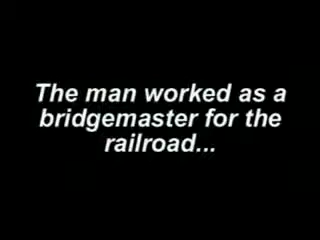 The man worked as a
bridgemaster for the
railroad...